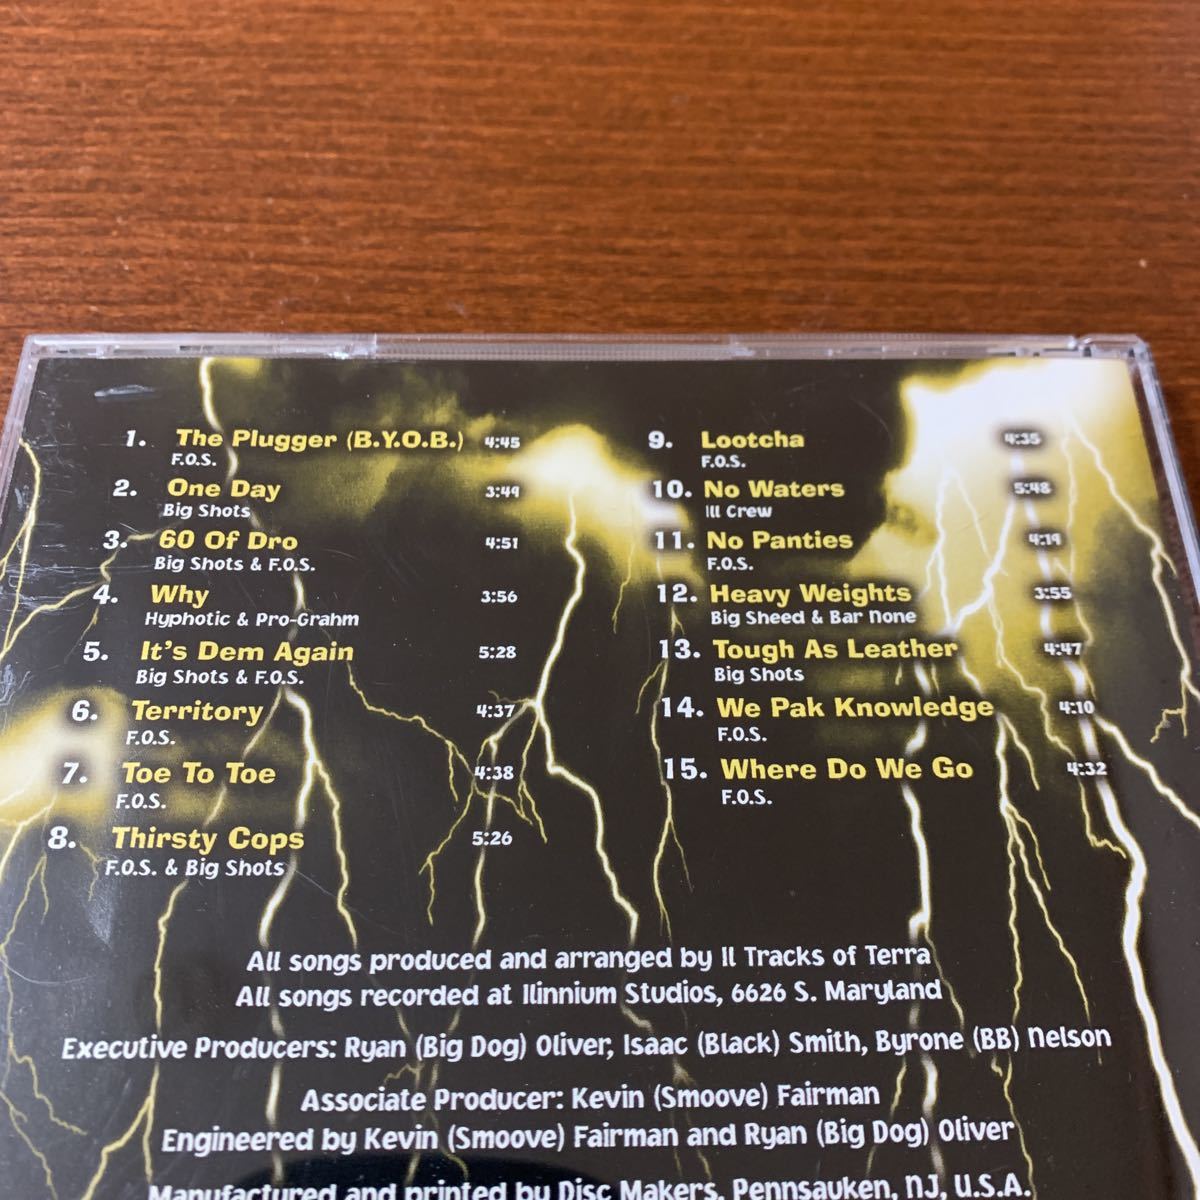 1. The Plugger (B.Y.O.B.) 4:45
F.O.S.
2. One Day 3:49
Big Shots
3. 60 Of Dro 4:51
Big Shots & F.O.S.
4. Why 3:56
Hyphotic & Pro-Grahm
5. It's Dem Again 5:28
Big Shots & F.O.S.
6. Territory 4:37
F.O.S.
7. Toe To Toe 4:38
F.O.S.
8. Thirsty Cops 5:26
F.O.S. & Big Shots
9. Lootcha 4:35
F.O.S.
10. No Waters 5:48
Ill Crew
11. No Panties 4:19
F.O.S.
12. Heavy Weights 3:55
Big Sheed & Bar None
13. Tough As Leather 4:47
Big Shots
14. We Pak Knowledge 4:10
F.O.S.
15. Where Do We Go 4:32
F.O.S.
All songs produced and arranged by Il Tracks of Terra
All songs recorded at Ilinnium Studios, 6626 S. Maryland
Executive Producers: Ryan (Big Dog) Oliver, Isaac (Black) Smith, Byrone (BB) Nelson
Associate Producer: Kevin (Smoove) Fairman
Engineered by Kevin (Smoove) Fairman and Ryan (Big Dog) Oliver
Manufactured and printed by Disc Makers, Pennsauken, NJ, U.S.A.